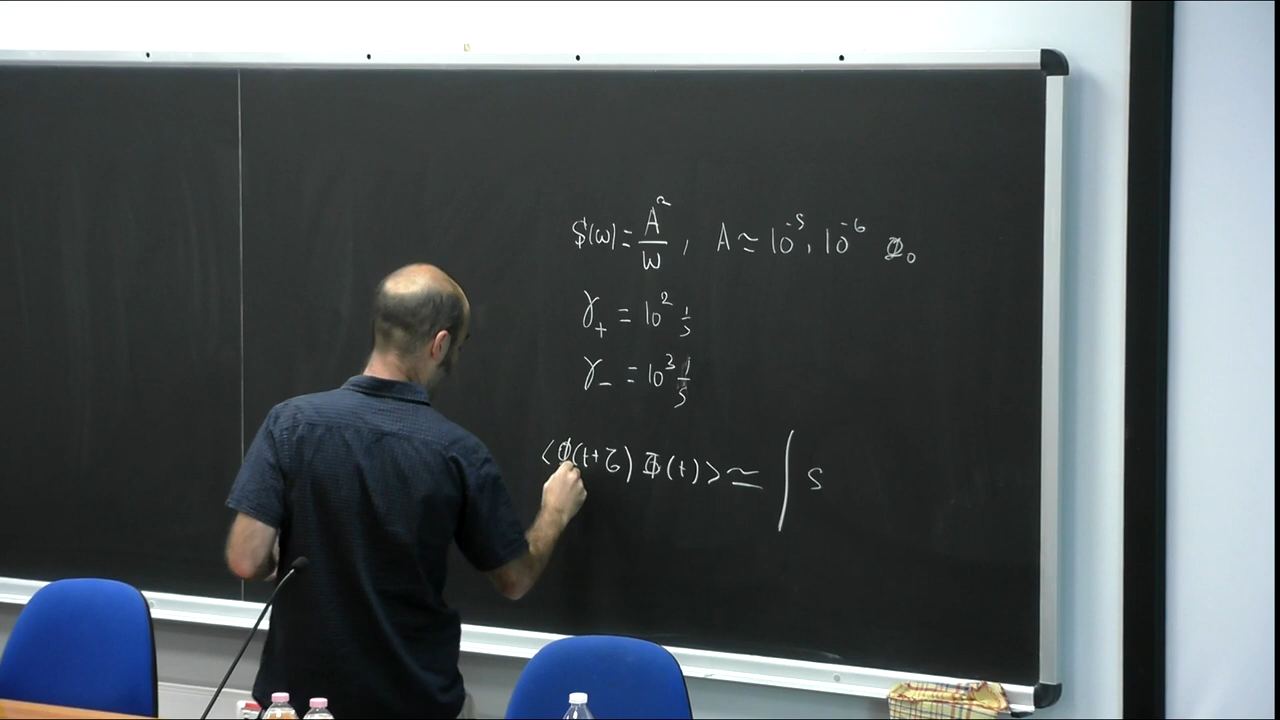 S(ω) = A² / ω , A ≃ 10⁻⁵, 10⁻⁶ Φ₀
γ₊ = 10² 1/s
γ₋ = 10³ 1/s
⟨Φ(t+τ) Φ(t)⟩ ≃ ∫ S